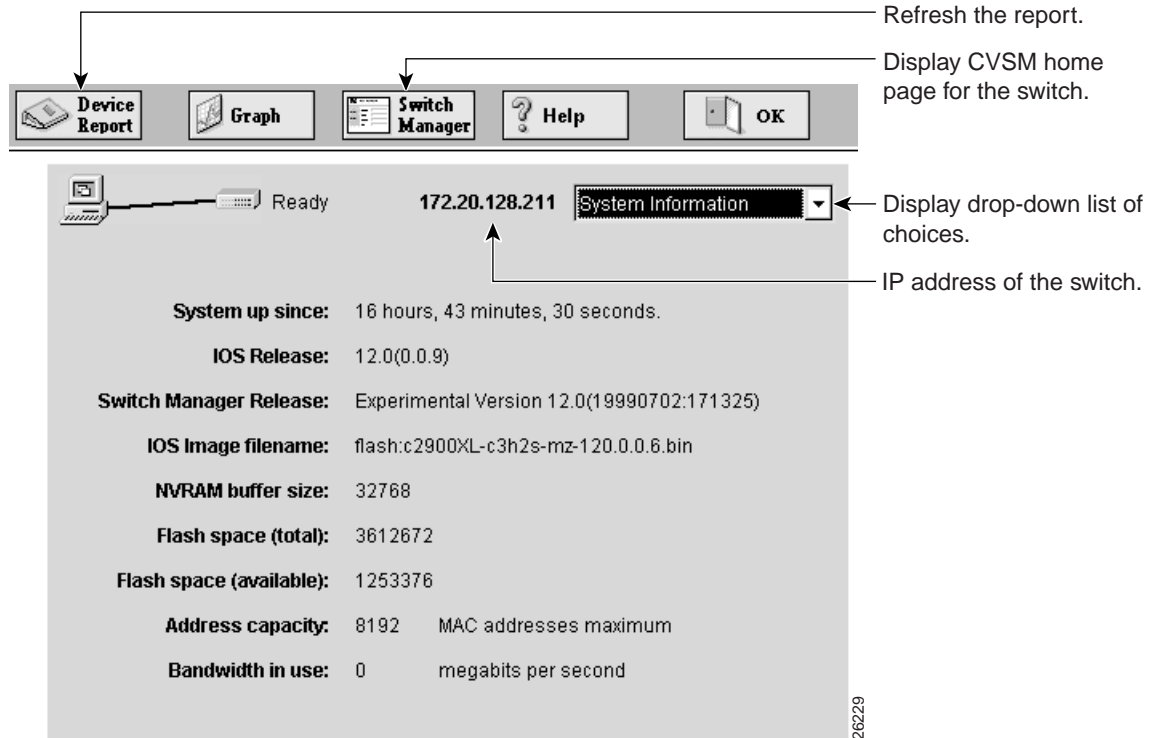 Refresh the report.
Display CVSM home
page for the switch.
Device
Report
Graph
Switch
Manager
Help
OK
Ready
172.20.128.211
System Information
Display drop-down list of
choices.
IP address of the switch.
System up since: 16 hours, 43 minutes, 30 seconds.
IOS Release: 12.0(0.0.9)
Switch Manager Release: Experimental Version 12.0(19990702:171325)
IOS Image filename: flash:c2900XL-c3h2s-mz-120.0.0.6.bin
NVRAM buffer size: 32768
Flash space (total): 3612672
Flash space (available): 1253376
Address capacity: 8192 MAC addresses maximum
Bandwidth in use: 0 megabits per second
26229